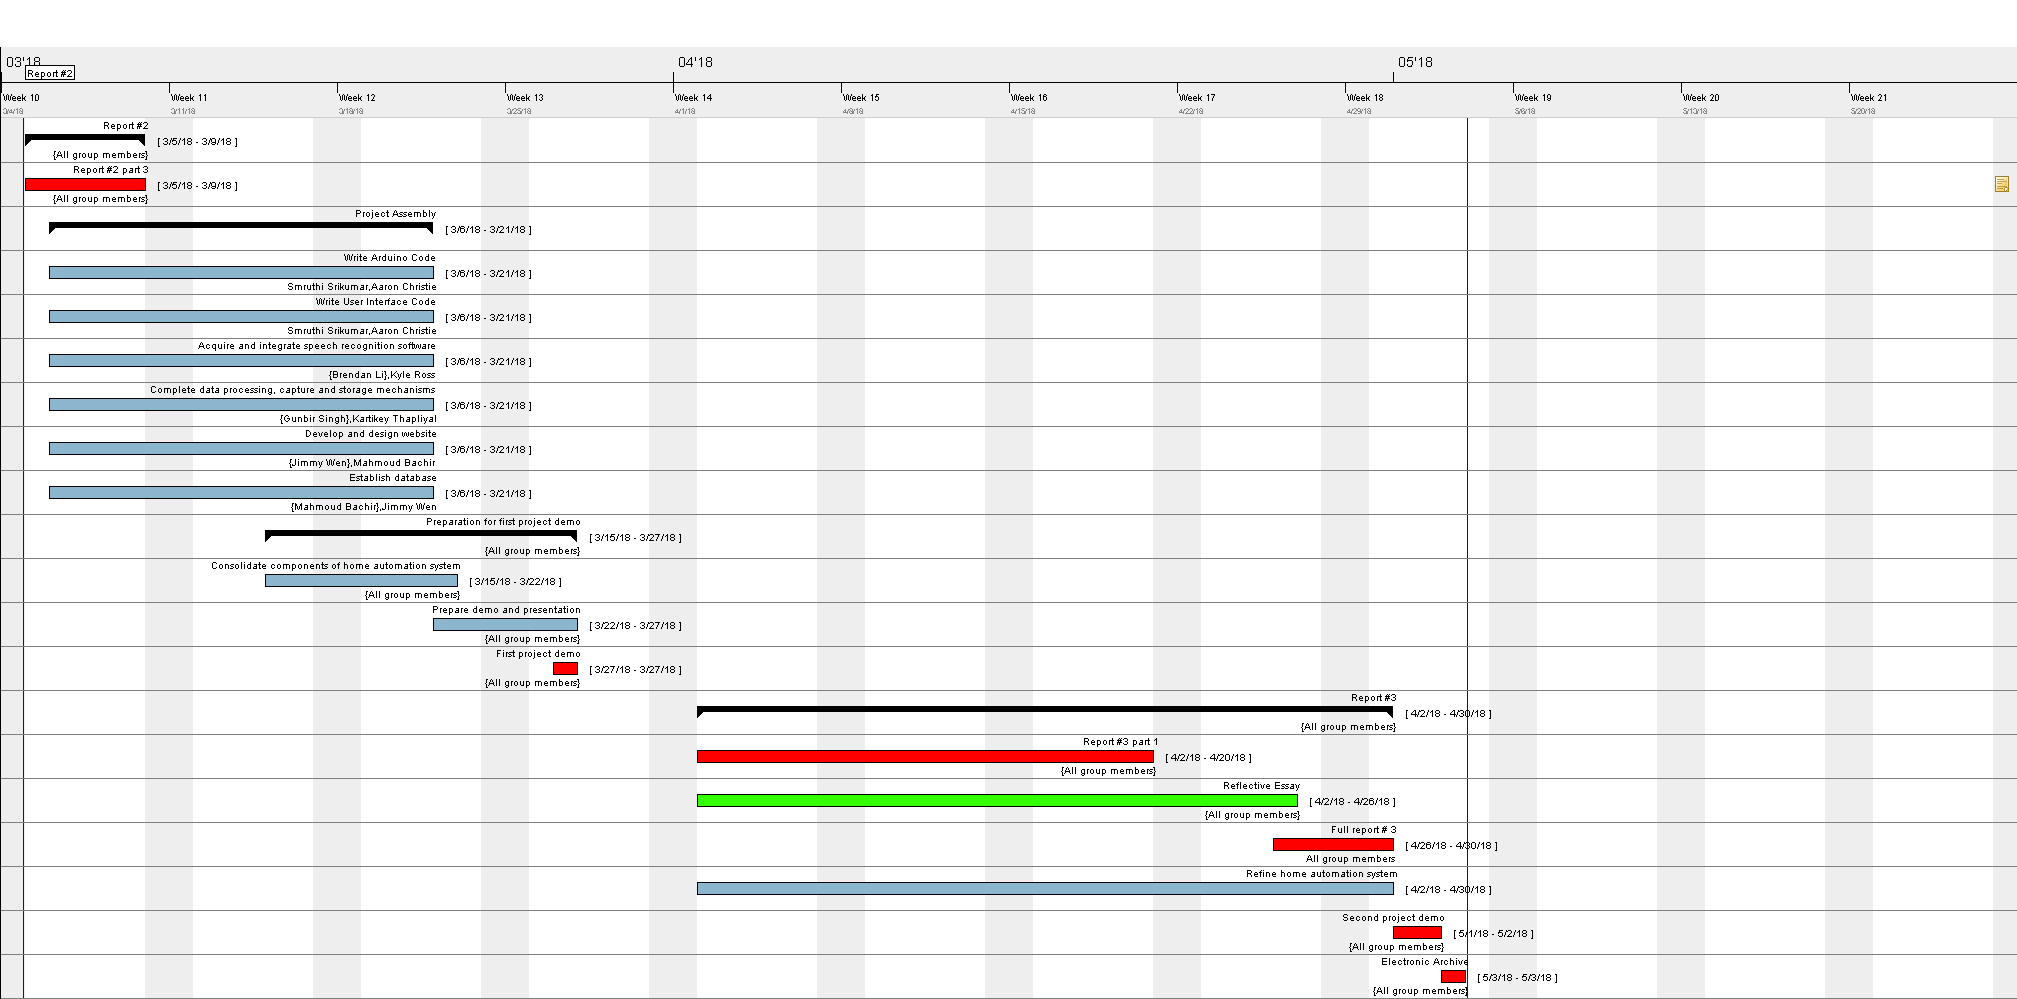 03'18
04'18
05'18
Report #2
Week 10
Week 11
Week 12
Week 13
Week 14
Week 15
Week 16
Week 17
Week 18
Week 19
Week 20
Week 21
3/4/18
3/11/18
3/18/18
3/25/18
4/1/18
4/8/18
4/15/18
4/22/18
4/29/18
5/6/18
5/13/18
5/20/18
Report #2
[ 3/5/18 - 3/9/18 ]
{All group members}
Report #2 part 3
[ 3/5/18 - 3/9/18 ]
{All group members}
Project Assembly
[ 3/6/18 - 3/21/18 ]
Write Arduino Code
[ 3/6/18 - 3/21/18 ]
Smruthi Srikumar,Aaron Christie
Write User Interface Code
[ 3/6/18 - 3/21/18 ]
Smruthi Srikumar,Aaron Christie
Acquire and integrate speech recognition software
[ 3/6/18 - 3/21/18 ]
{Brendan Li},Kyle Ross
Complete data processing, capture and storage mechanisms
[ 3/6/18 - 3/21/18 ]
{Gunbir Singh},Kartikey Thapliyal
Develop and design website
[ 3/6/18 - 3/21/18 ]
{Jimmy Wen},Mahmoud Bachir
Establish database
[ 3/6/18 - 3/21/18 ]
{Mahmoud Bachir},Jimmy Wen
Preparation for first project demo
[ 3/15/18 - 3/27/18 ]
{All group members}
Consolidate components of home automation system
[ 3/15/18 - 3/22/18 ]
{All group members}
Prepare demo and presentation
[ 3/22/18 - 3/27/18 ]
{All group members}
First project demo
[ 3/27/18 - 3/27/18 ]
{All group members}
Report #3
[ 4/2/18 - 4/30/18 ]
{All group members}
Report #3 part 1
[ 4/2/18 - 4/20/18 ]
{All group members}
Reflective Essay
[ 4/2/18 - 4/26/18 ]
{All group members}
Full report # 3
[ 4/26/18 - 4/30/18 ]
All group members
Refine home automation system
[ 4/2/18 - 4/30/18 ]
Second project demo
[ 5/1/18 - 5/2/18 ]
{All group members}
Electronic Archive
[ 5/3/18 - 5/3/18 ]
{All group members}